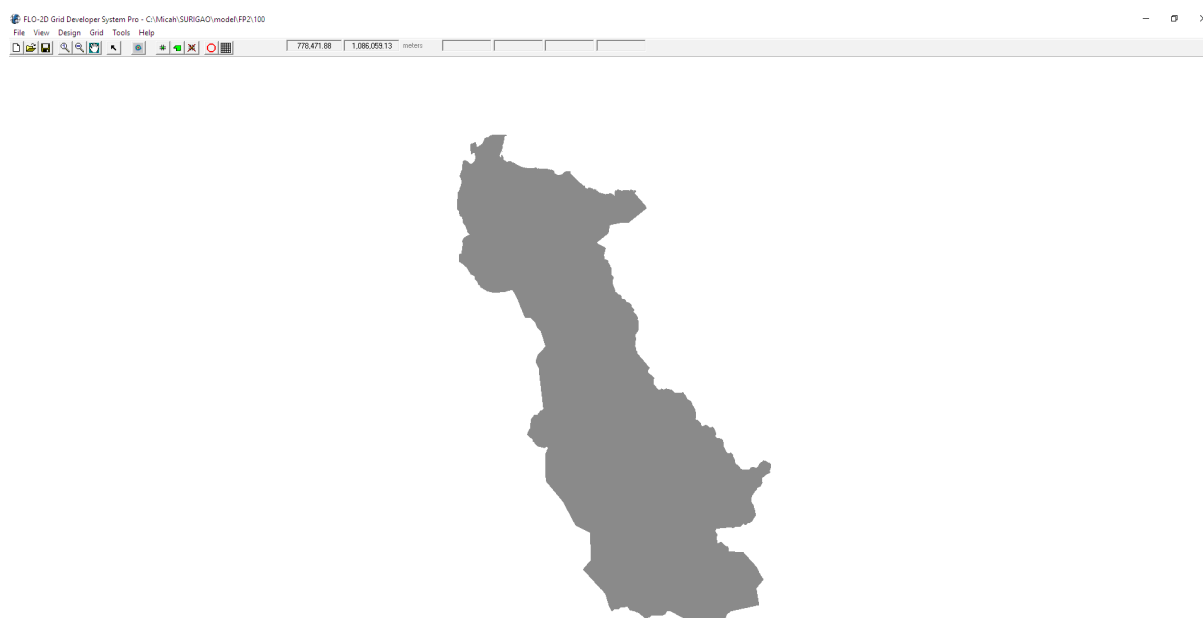 FLO-2D Grid Developer System Pro - C:\Micah\SURIGAO\model\FP2\100
File View Design Grid Tools Help
778,471.88 1,086,059.13 meters